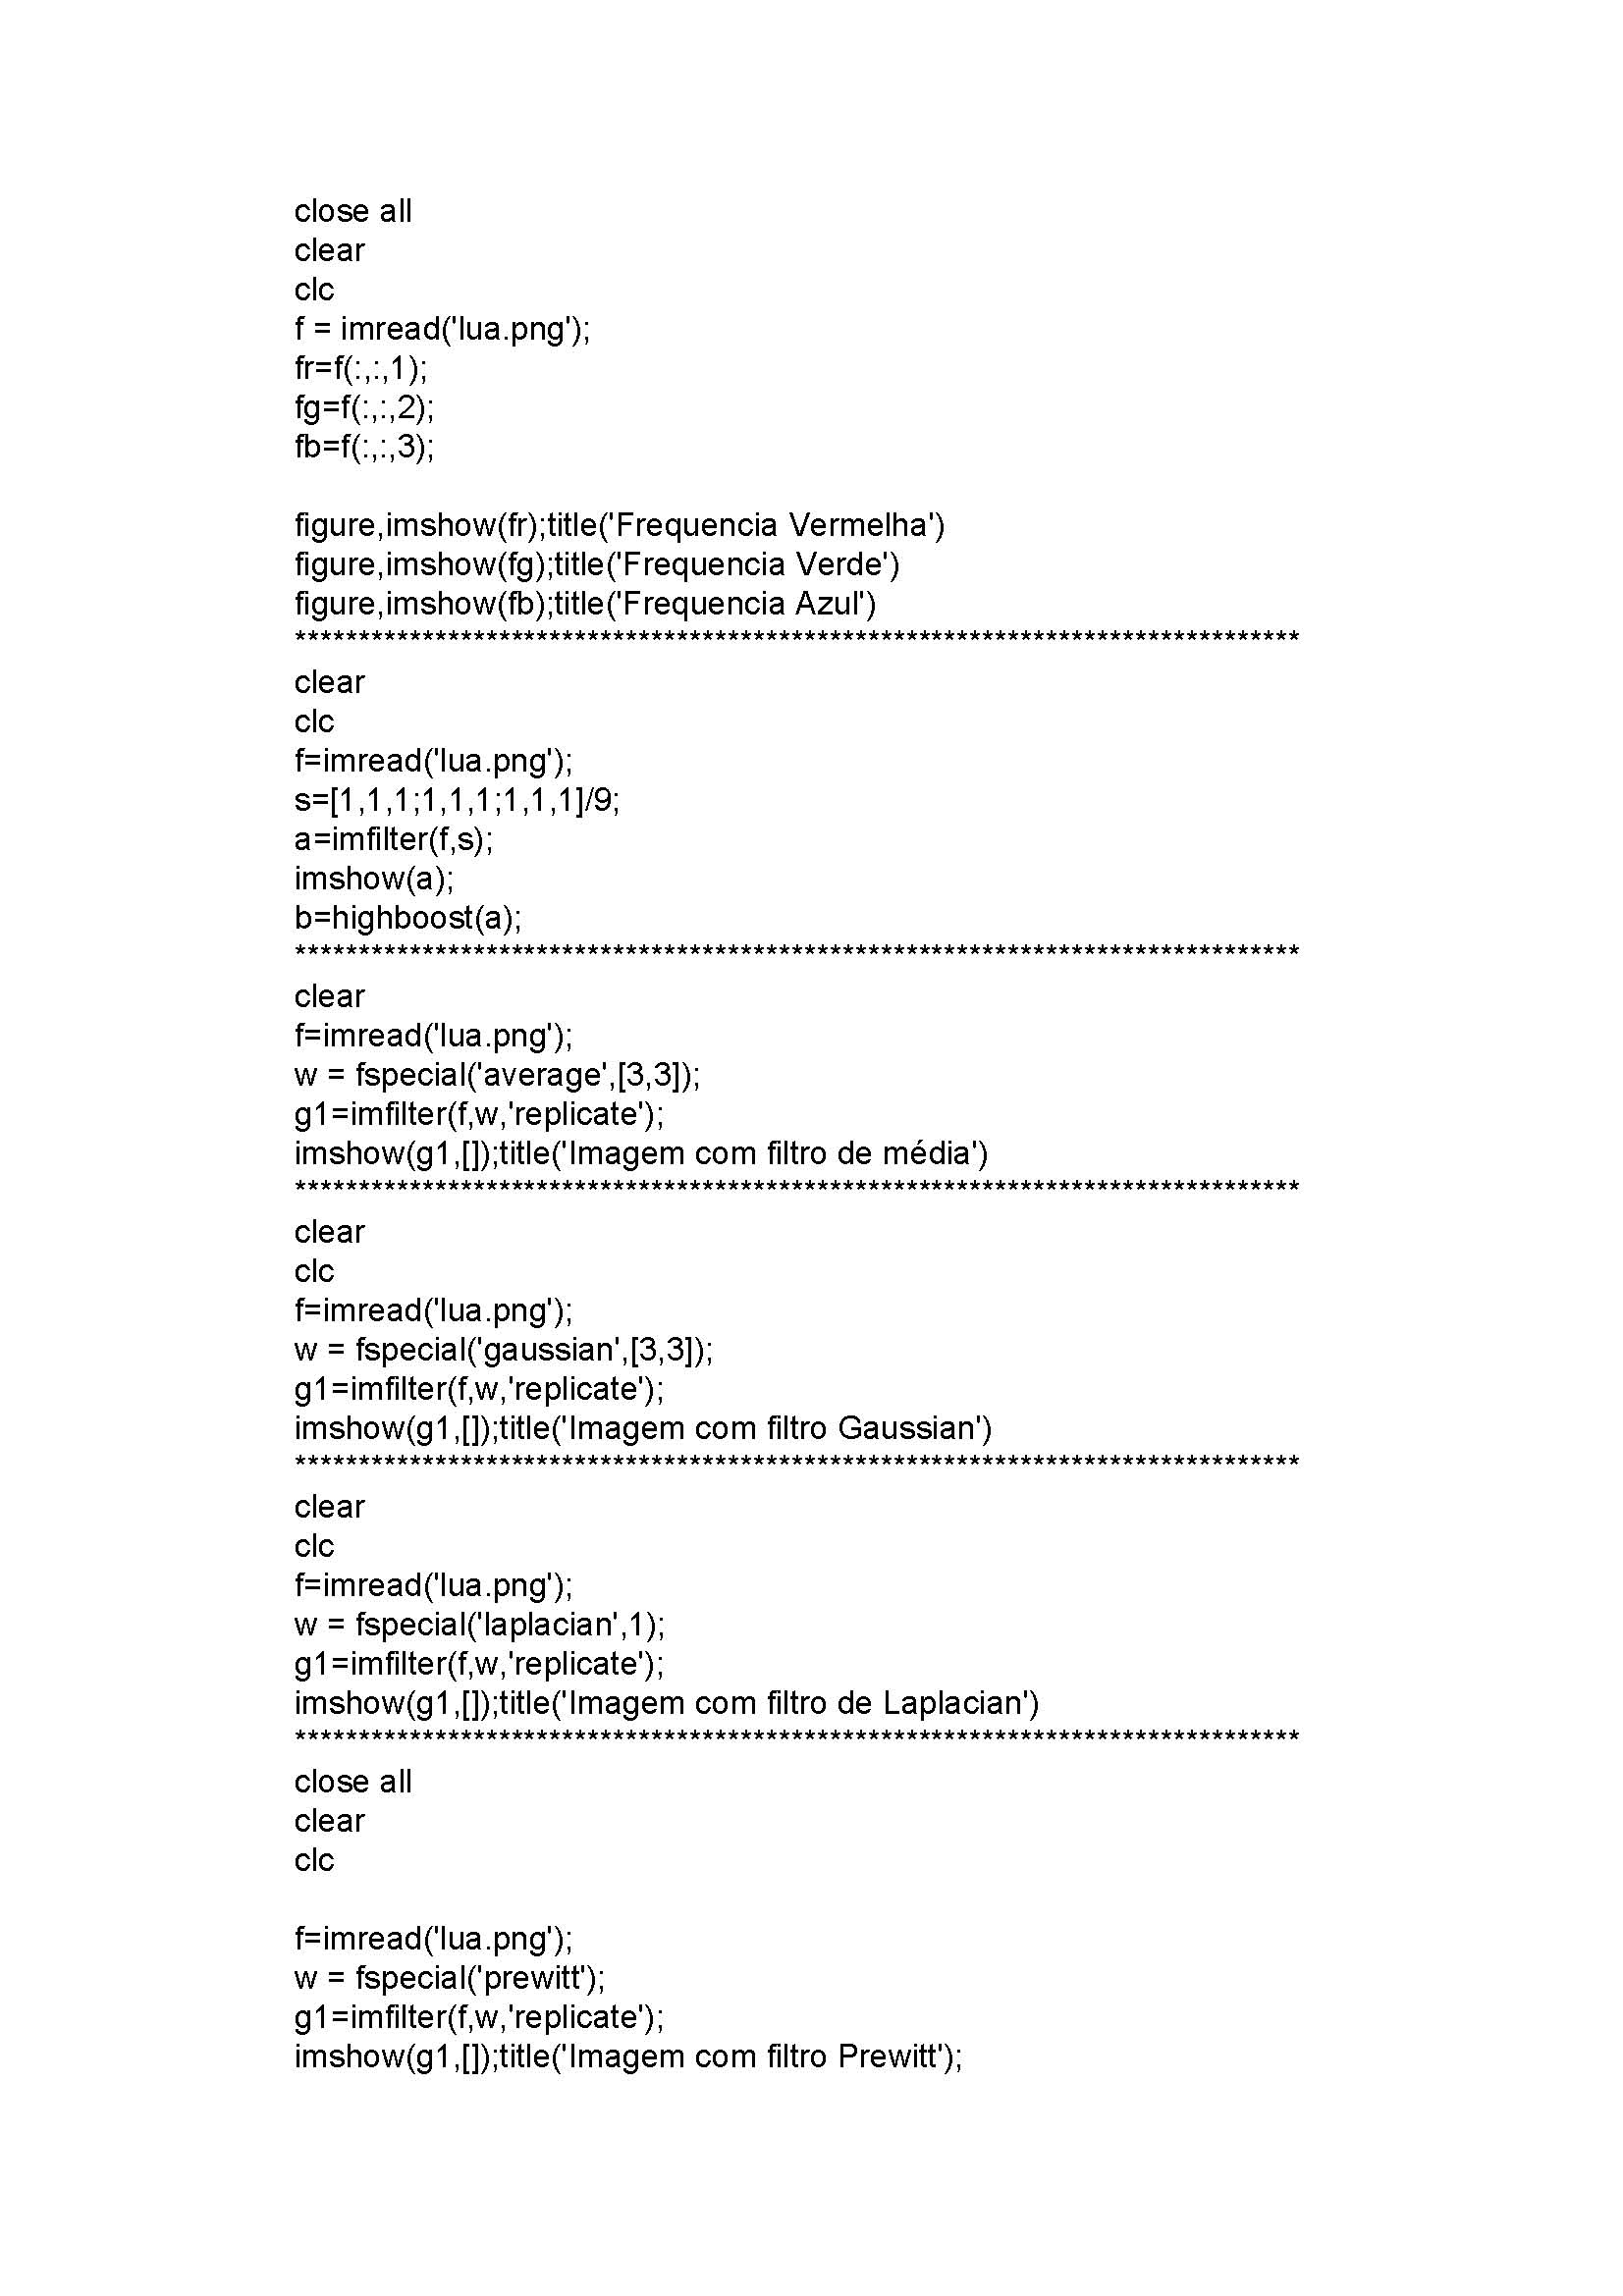 close all
clear
clc
f = imread('lua.png');
fr=f(:,:,1);
fg=f(:,:,2);
fb=f(:,:,3);
figure,imshow(fr);title('Frequencia Vermelha')
figure,imshow(fg);title('Frequencia Verde')
figure,imshow(fb);title('Frequencia Azul')
*******************************************************************************
clear
clc
f=imread('lua.png');
s=[1,1,1;1,1,1;1,1,1]/9;
a=imfilter(f,s);
imshow(a);
b=highboost(a);
*******************************************************************************
clear
f=imread('lua.png');
w = fspecial('average',[3,3]);
g1=imfilter(f,w,'replicate');
imshow(g1,[]);title('Imagem com filtro de média')
*******************************************************************************
clear
clc
f=imread('lua.png');
w = fspecial('gaussian',[3,3]);
g1=imfilter(f,w,'replicate');
imshow(g1,[]);title('Imagem com filtro Gaussian')
*******************************************************************************
clear
clc
f=imread('lua.png');
w = fspecial('laplacian',1);
g1=imfilter(f,w,'replicate');
imshow(g1,[]);title('Imagem com filtro de Laplacian')
*******************************************************************************
close all
clear
clc
f=imread('lua.png');
w = fspecial('prewitt');
g1=imfilter(f,w,'replicate');
imshow(g1,[]);title('Imagem com filtro Prewitt');